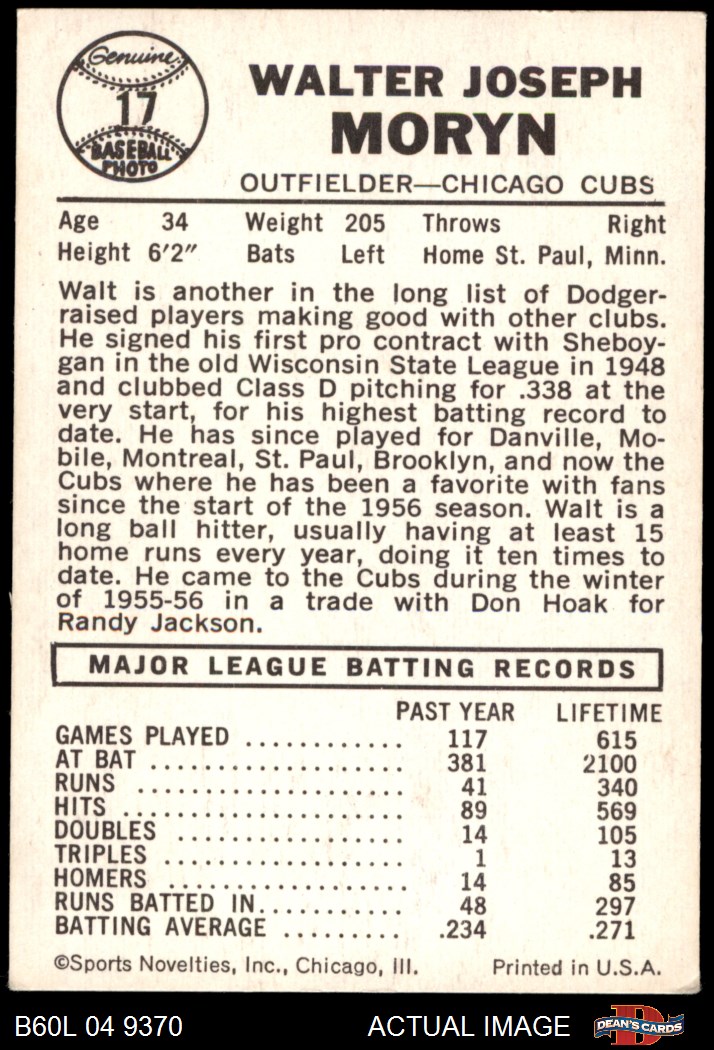 Genuine
17
BASEBALL
PHOTO
WALTER JOSEPH
MORYN
OUTFIELDER—CHICAGO CUBS
Age 34 Weight 205 Throws Right
Height 6'2" Bats Left Home St. Paul, Minn.
Walt is another in the long list of Dodger-
raised players making good with other clubs.
He signed his first pro contract with Sheboy-
gan in the old Wisconsin State League in 1948
and clubbed Class D pitching for .338 at the
very start, for his highest batting record to
date. He has since played for Danville, Mo-
bile, Montreal, St. Paul, Brooklyn, and now the
Cubs where he has been a favorite with fans
since the start of the 1956 season. Walt is a
long ball hitter, usually having at least 15
home runs every year, doing it ten times to
date. He came to the Cubs during the winter
of 1955-56 in a trade with Don Hoak for
Randy Jackson.
MAJOR LEAGUE BATTING RECORDS
PAST YEAR LIFETIME
GAMES PLAYED ............ 117 615
AT BAT .................... 381 2100
RUNS ..................... 41 340
HITS ...................... 89 569
DOUBLES ................. 14 105
TRIPLES .................. 1 13
HOMERS .................. 14 85
RUNS BATTED IN........... 48 297
BATTING AVERAGE ......... .234 .271
©Sports Novelties, Inc., Chicago, Ill. Printed in U.S.A.
B60L 04 9370 ACTUAL IMAGE D DEAN'S CARDS